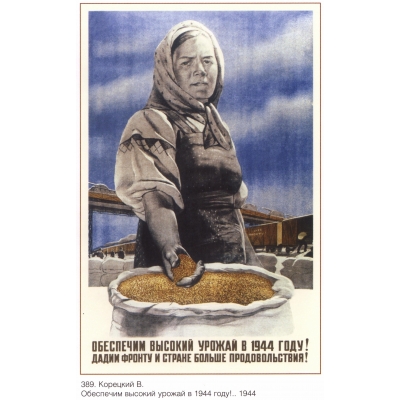 ОБЕСПЕЧИМ ВЫСОКИЙ УРОЖАЙ В 1944 ГОДУ!
ДАДИМ ФРОНТУ И СТРАНЕ БОЛЬШЕ ПРОДОВОЛЬСТВИЯ!
389. Корецкий В.
Обеспечим высокий урожай в 1944 году!.. 1944